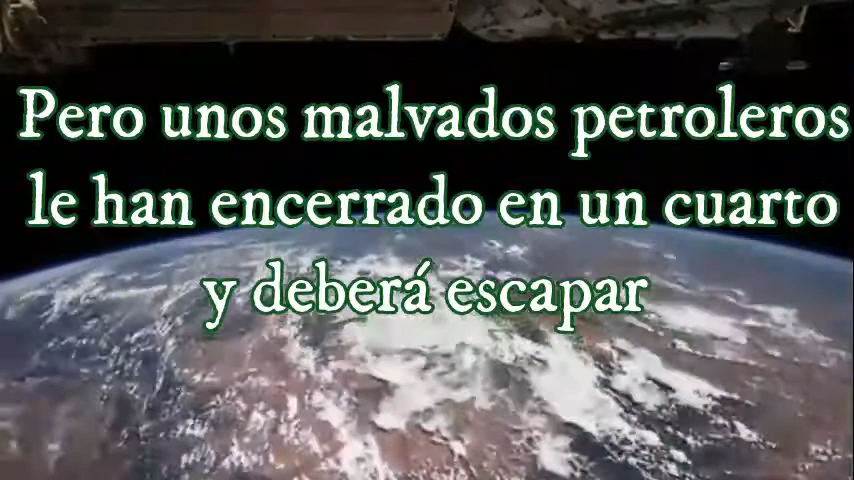 Pero unos malvados petroleros
le han encerrado en un cuarto
y deberá escapar